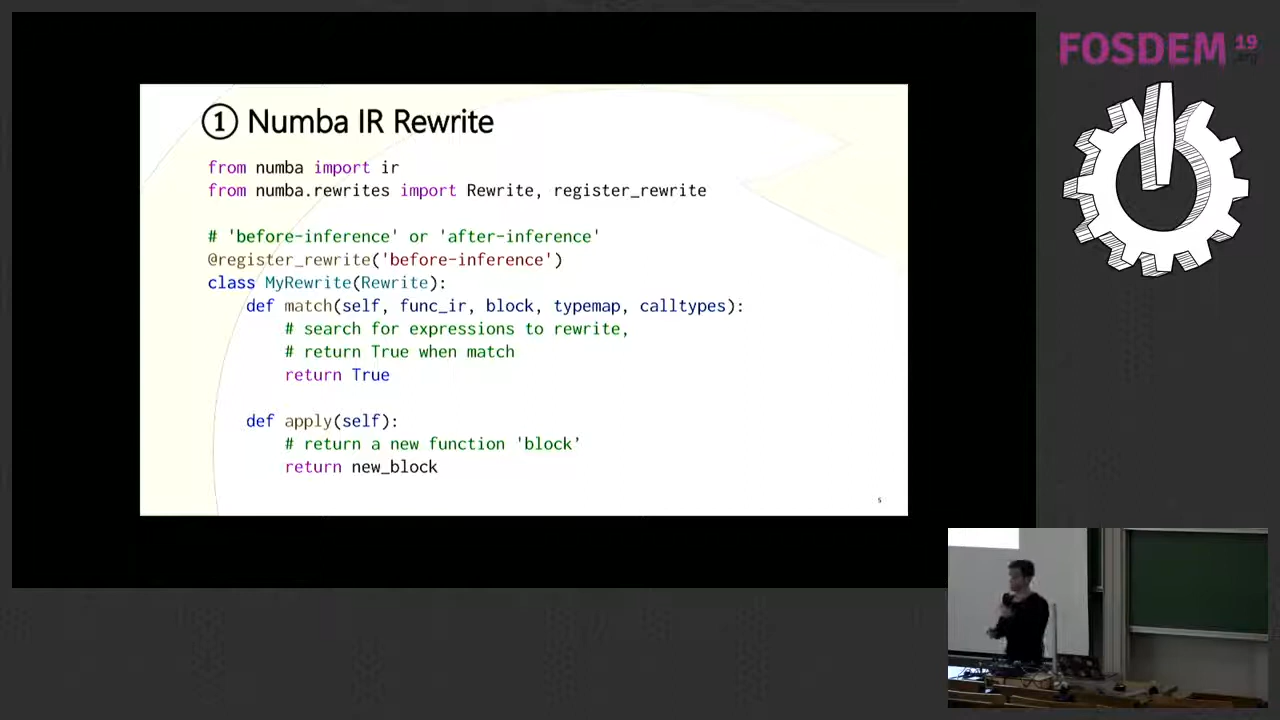 ① Numba IR Rewrite
from numba import ir
from numba.rewrites import Rewrite, register_rewrite
# 'before-inference' or 'after-inference'
@register_rewrite('before-inference')
class MyRewrite(Rewrite):
def match(self, func_ir, block, typemap, calltypes):
# search for expressions to rewrite,
# return True when match
return True
def apply(self):
# return a new function 'block’
return new_block
5
FOSDEM 19
.org